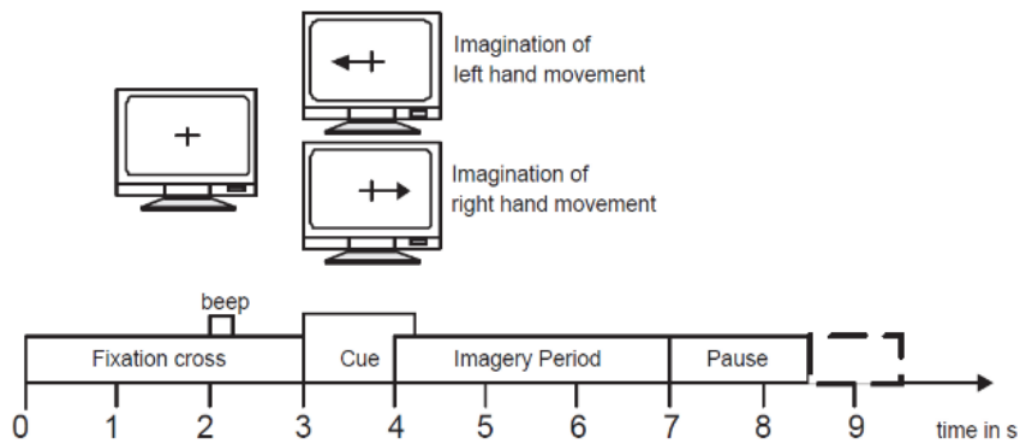 Imagination of
left hand movement
Imagination of
right hand movement
beep
Fixation cross
Cue
Imagery Period
Pause
0 1 2 3 4 5 6 7 8 9 time in s